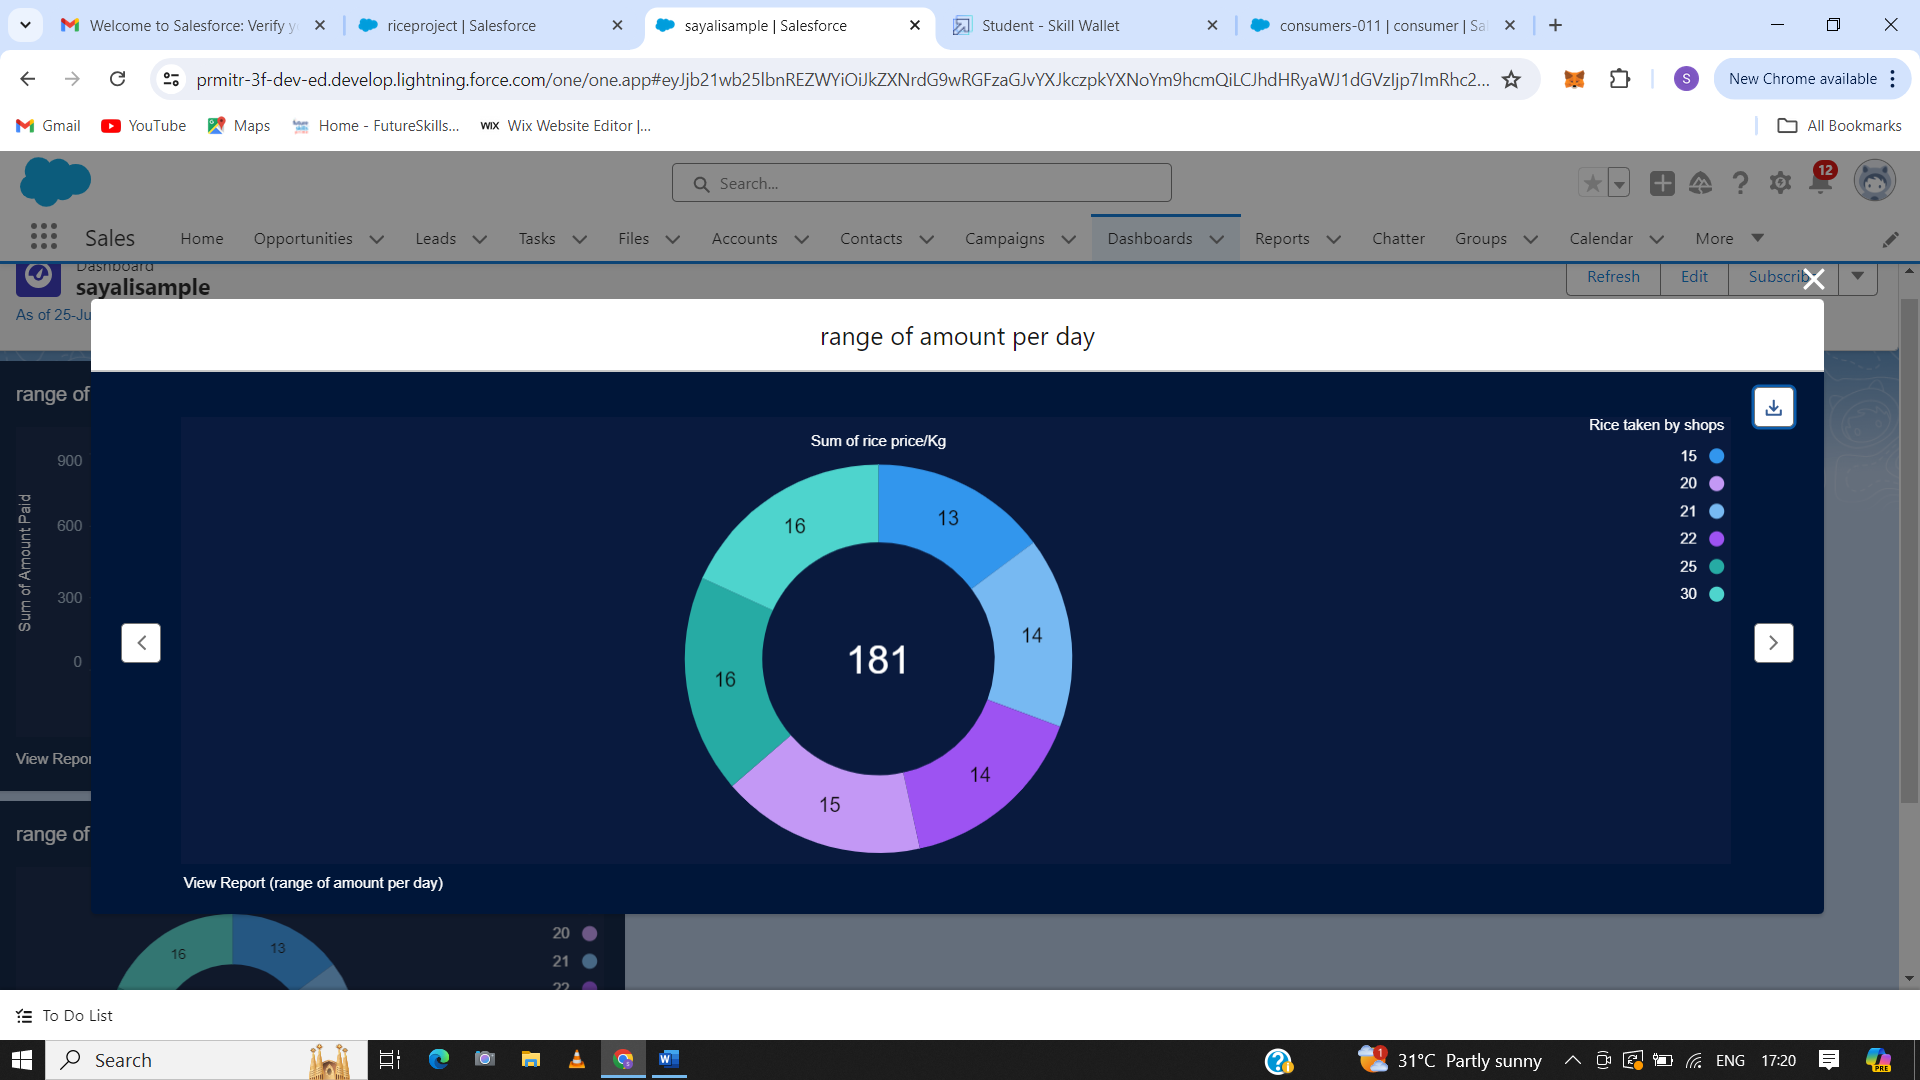 Welcome to Salesforce: Verify y
riceproject | Salesforce
sayalisample | Salesforce
Student - Skill Wallet
consumers-011 | consumer | Sa
prmitr-3f-dev-ed.develop.lightning.force.com/one/one.app#eyJjb21wb25lbnREZWYiOiJkZXNrdG9wRGFzaGJvYXJkczpkYXNoYm9hcmQiLCJhdHRyaWJ1dGVzIjp7ImRhc2...
S
New Chrome available
Gmail
YouTube
Maps
Home - FutureSkills...
WIX Wix Website Editor |...
All Bookmarks
Search...
12
Sales
Home
Opportunities
Leads
Tasks
Files
Accounts
Contacts
Campaigns
Dashboards
Reports
Chatter
Groups
Calendar
More
Dashboard
sayalisample
Refresh
Edit
Subscribe
As of 25-Ju
range of amount per day
range of
Rice taken by shops
Sum of rice price/Kg
15
20
21
22
25
30
900
600
300
0
Sum of Amount Paid
13
14
14
15
16
16
181
View Repor
View Report (range of amount per day)
range of
16
13
20
21
22
To Do List
Search
1
31°C Partly sunny
ENG
17:20
PRE